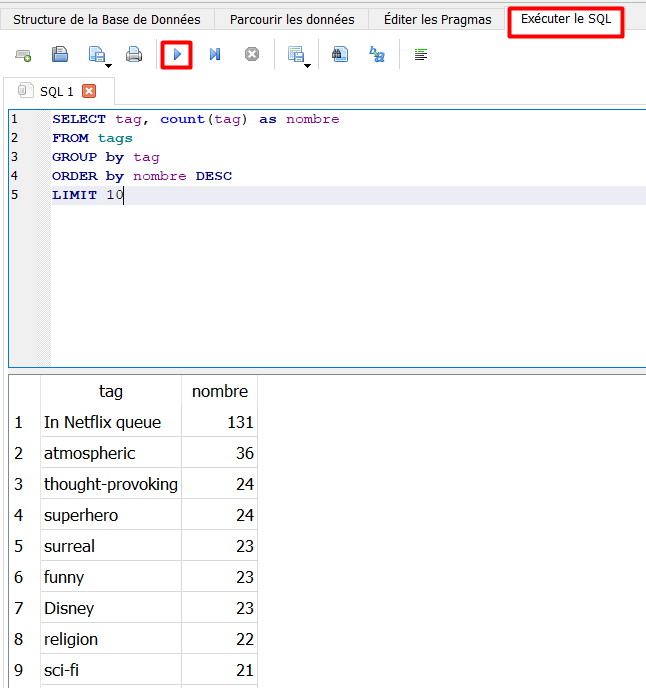 Structure de la Base de Données Parcourir les données Éditer les Pragmas Exécuter le SQL
SQL 1
1 SELECT tag, count(tag) as nombre
2 FROM tags
3 GROUP by tag
4 ORDER by nombre DESC
5 LIMIT 10
tag nombre
1 In Netflix queue 131
2 atmospheric 36
3 thought-provoking 24
4 superhero 24
5 surreal 23
6 funny 23
7 Disney 23
8 religion 22
9 sci-fi 21